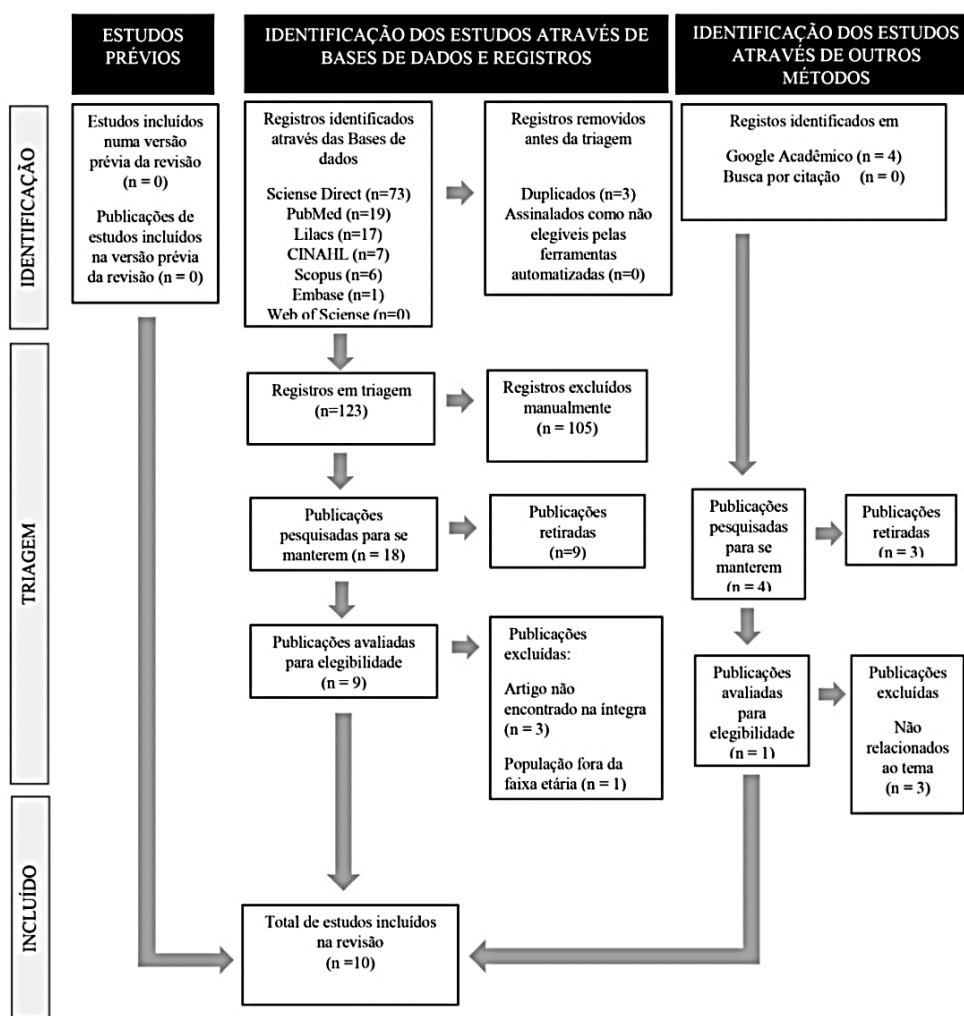 ESTUDOS
PRÉVIOS
IDENTIFICAÇÃO DOS ESTUDOS ATRAVÉS DE
BASES DE DADOS E REGISTROS
IDENTIFICAÇÃO DOS ESTUDOS
ATRAVÉS DE OUTROS
MÉTODOS
IDENTIFICAÇÃO
Estudos incluídos
numa versão
prévia da revisão
(n = 0)
Publicações de
estudos incluídos
na versão prévia
da revisão (n = 0)
Registros identificados
através das Bases de
dados
Sciense Direct (n=73)
PubMed (n=19)
Lilacs (n=17)
CINAHL (n=7)
Scopus (n=6)
Embase (n=1)
Web of Sciense (n=0)
Registros removidos
antes da triagem
Duplicados (n=3)
Assinalados como não
elegíveis pelas
ferramentas
automatizadas (n=0)
Registos identificados em
Google Acadêmico (n = 4)
Busca por citação (n = 0)
TRIAGEM
Registros em triagem
(n=123)
Registros excluídos
manualmente
(n = 105)
Publicações
pesquisadas para se
manterem (n = 18)
Publicações
retiradas
(n=9)
Publicações
pesquisadas
para se
manterem
(n = 4)
Publicações
retiradas
(n = 3)
Publicações avaliadas
para elegibilidade
(n = 9)
Publicações
excluídas:
Artigo não
encontrado na íntegra
(n = 3)
População fora da
faixa etária (n = 1)
Publicações
avaliadas
para
elegibilidade
(n = 1)
Publicações
excluídas
Não
relacionados
ao tema
(n = 3)
INCLUÍDO
Total de estudos incluídos
na revisão
(n =10)